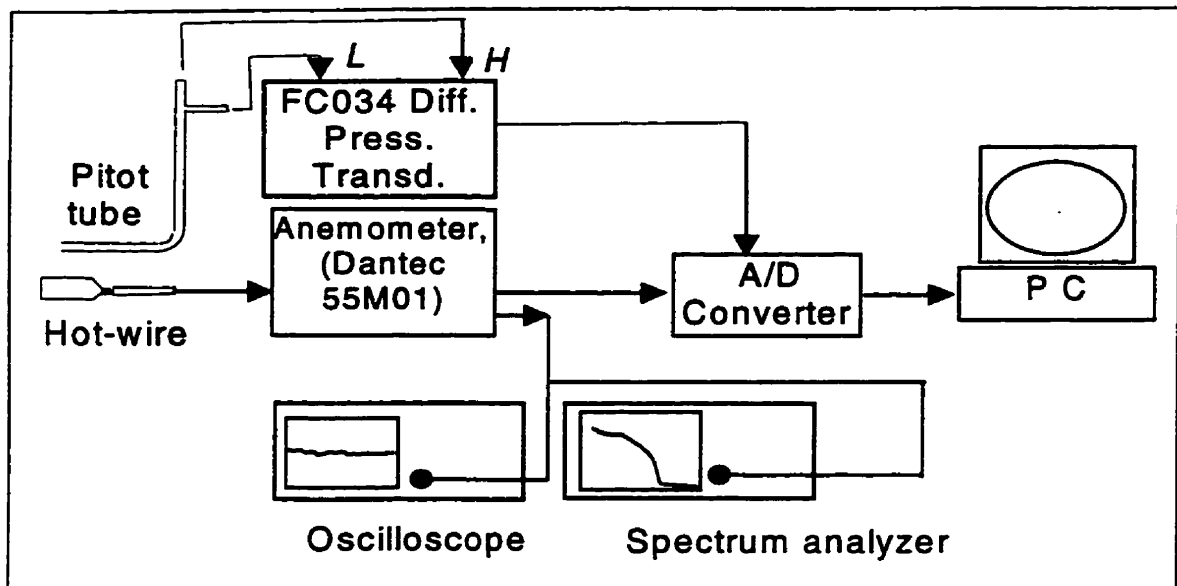 L
H
FC034 Diff.
Press.
Transd.
Pitot
tube
Anemometer,
(Dantec
55M01)
A/D
Converter
P C
Hot-wire
Oscilloscope
Spectrum analyzer